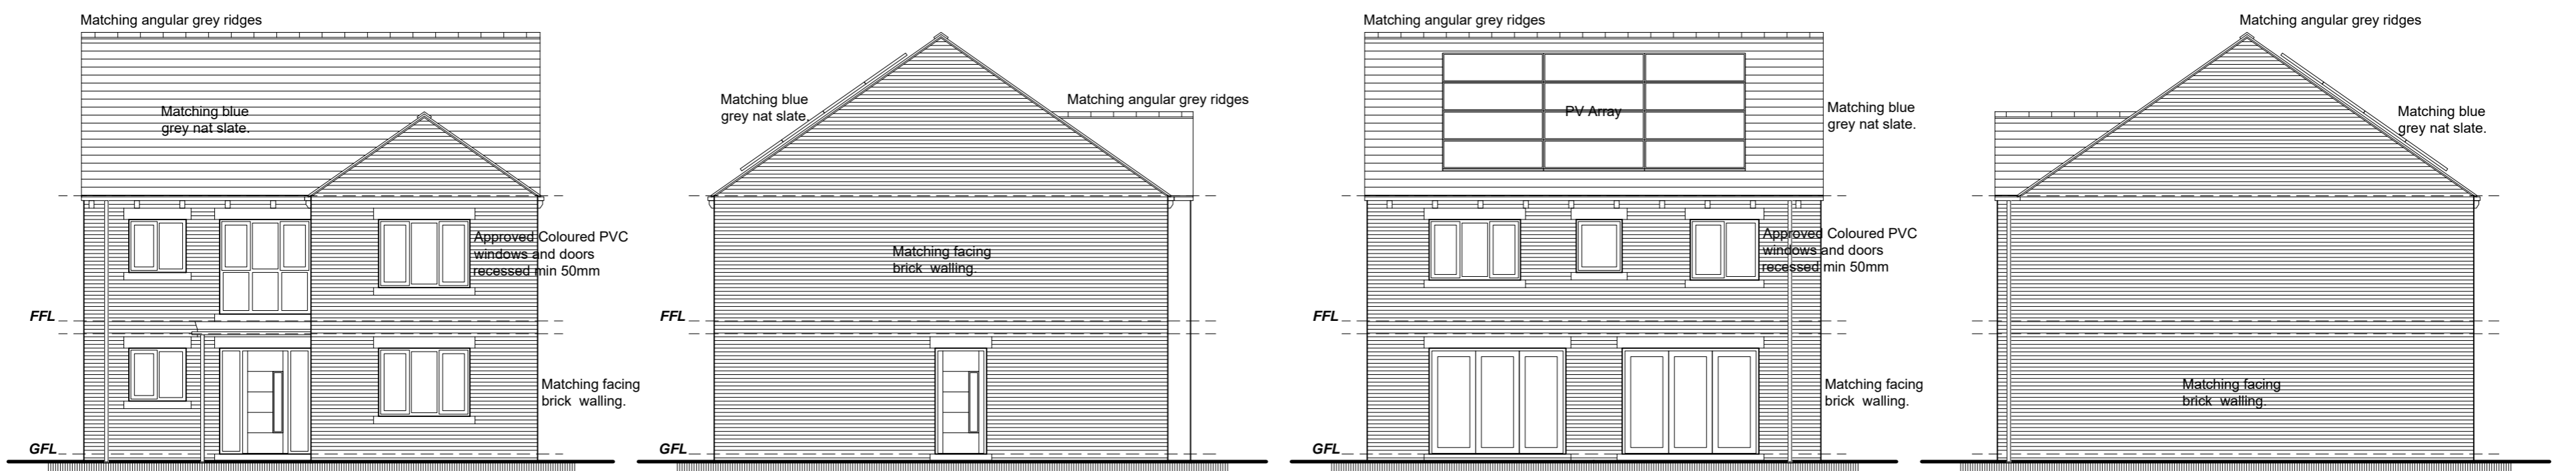 Matching angular grey ridges
Matching blue
grey nat slate.
Approved Coloured PVC
windows and doors
recessed min 50mm
FFL
Matching facing
brick walling.
GFL
Matching blue
grey nat slate.
Matching angular grey ridges
Matching facing
brick walling.
FFL
GFL
Matching angular grey ridges
PV Array
Matching blue
grey nat slate.
Approved Coloured PVC
windows and doors
recessed min 50mm
FFL
Matching facing
brick walling.
GFL
Matching angular grey ridges
Matching blue
grey nat slate.
Matching facing
brick walling.